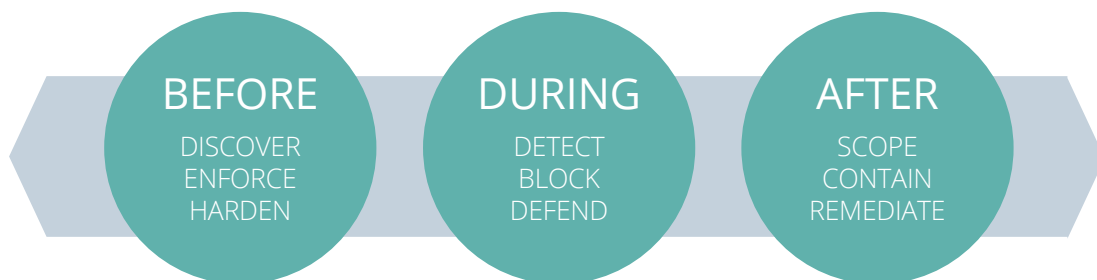 BEFORE
DISCOVER
ENFORCE
HARDEN
DURING
DETECT
BLOCK
DEFEND
AFTER
SCOPE
CONTAIN
REMEDIATE